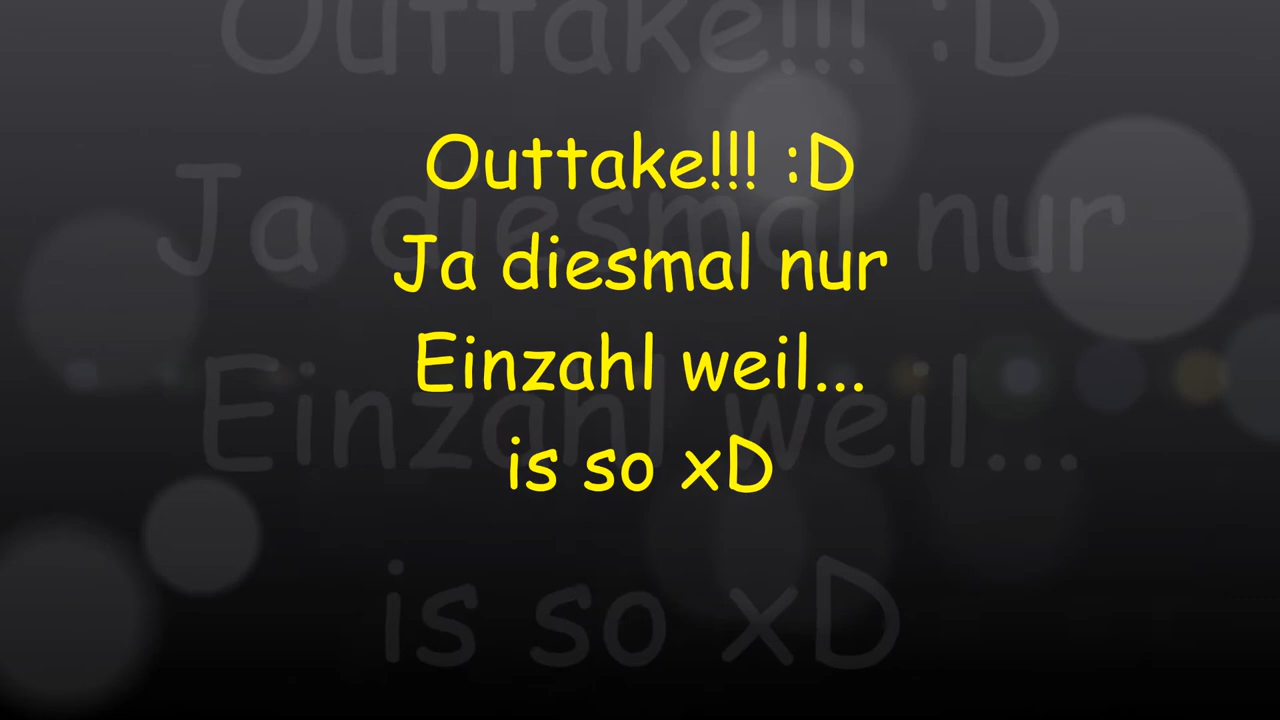 Outtake!!! :D
Ja diesmal nur
Einzahl weil...
is so xD